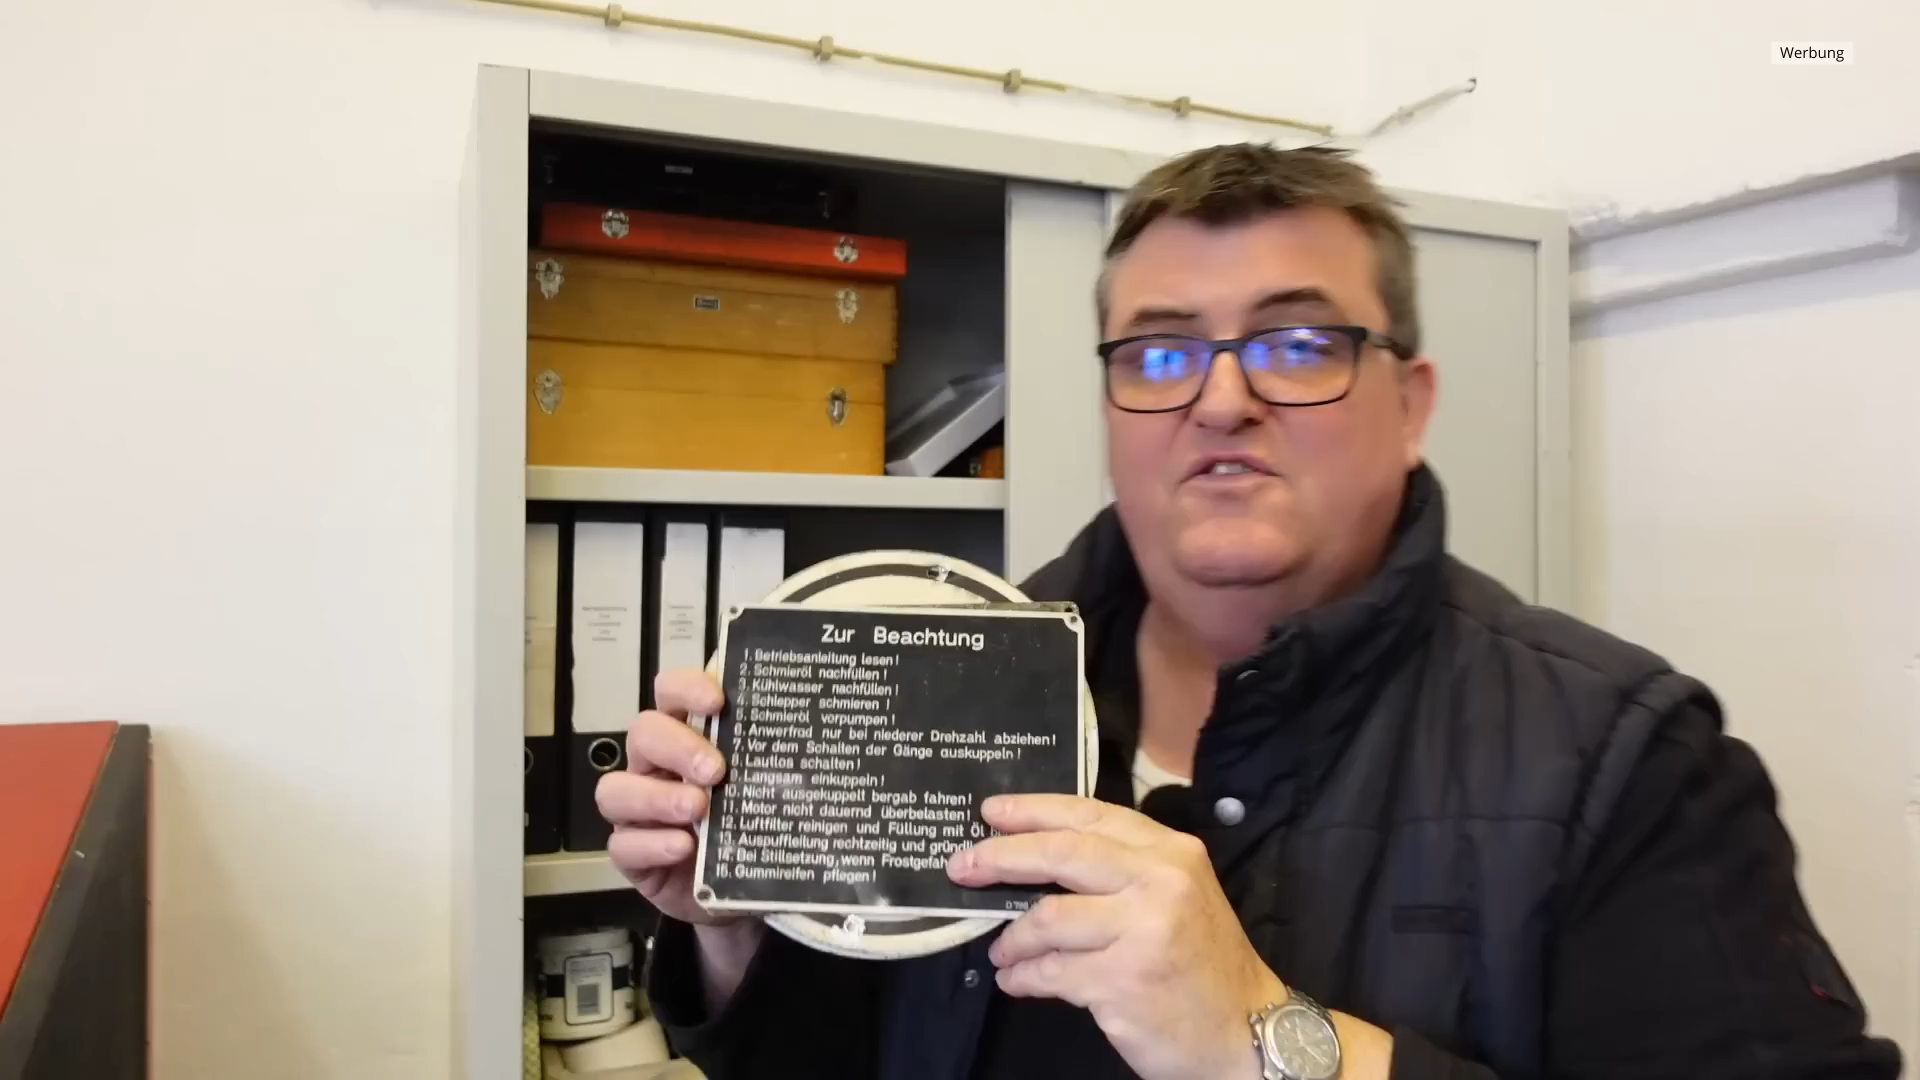 Werbung
Zur Beachtung
1. Betriebsanleitung lesen!
2. Schmieröl nachfüllen!
3. Kühlwasser nachfüllen!
4. Schlepper schmieren!
5. Schmieröl vorpumpen!
6. Anwerfrad nur bei niederer Drehzahl abziehen!
7. Vor dem Schalten der Gänge auskuppeln!
8. Lautlos schalten!
9. Langsam einkuppeln!
10. Nicht ausgekuppelt bergab fahren!
11. Motor nicht dauernd überbelasten!
12. Luftfilter reinigen und Füllung mit Öl
13. Auspuffleitung rechtzeitig und
14. Bei Stillsetzung, wenn
15. Gummireifen pflegen!